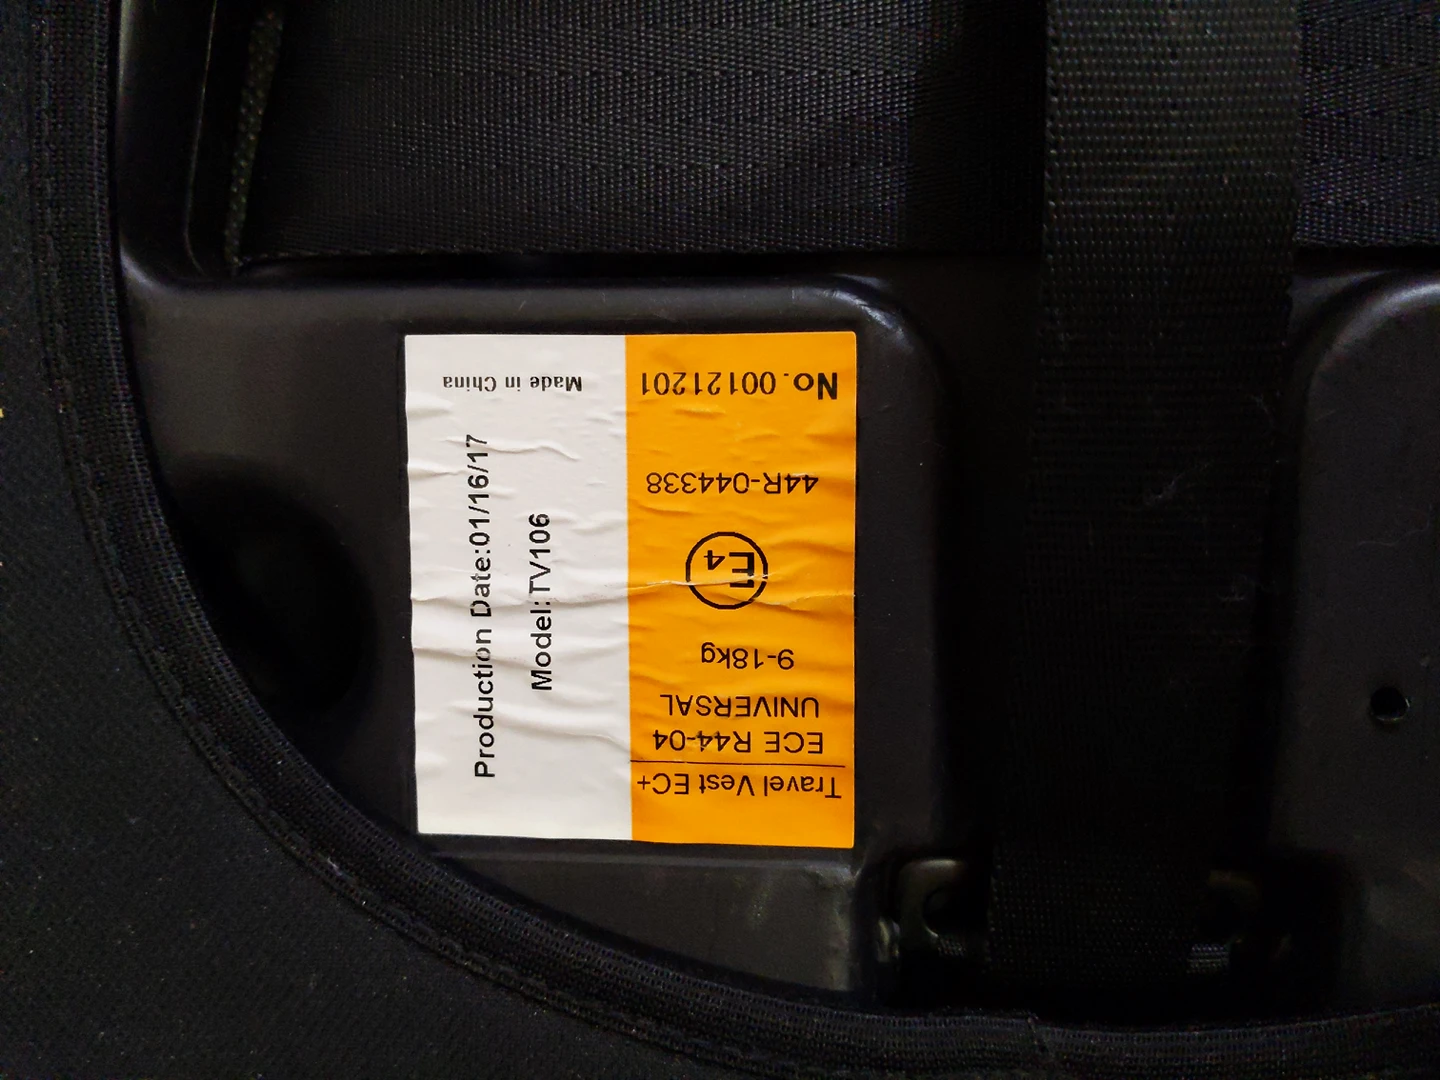 Travel Vest EC+
ECE R44-04
UNIVERSAL
9-18kg
E4
44R-044338
No. 00121201
Production Date:01/16/17
Model:TV106
Made in China